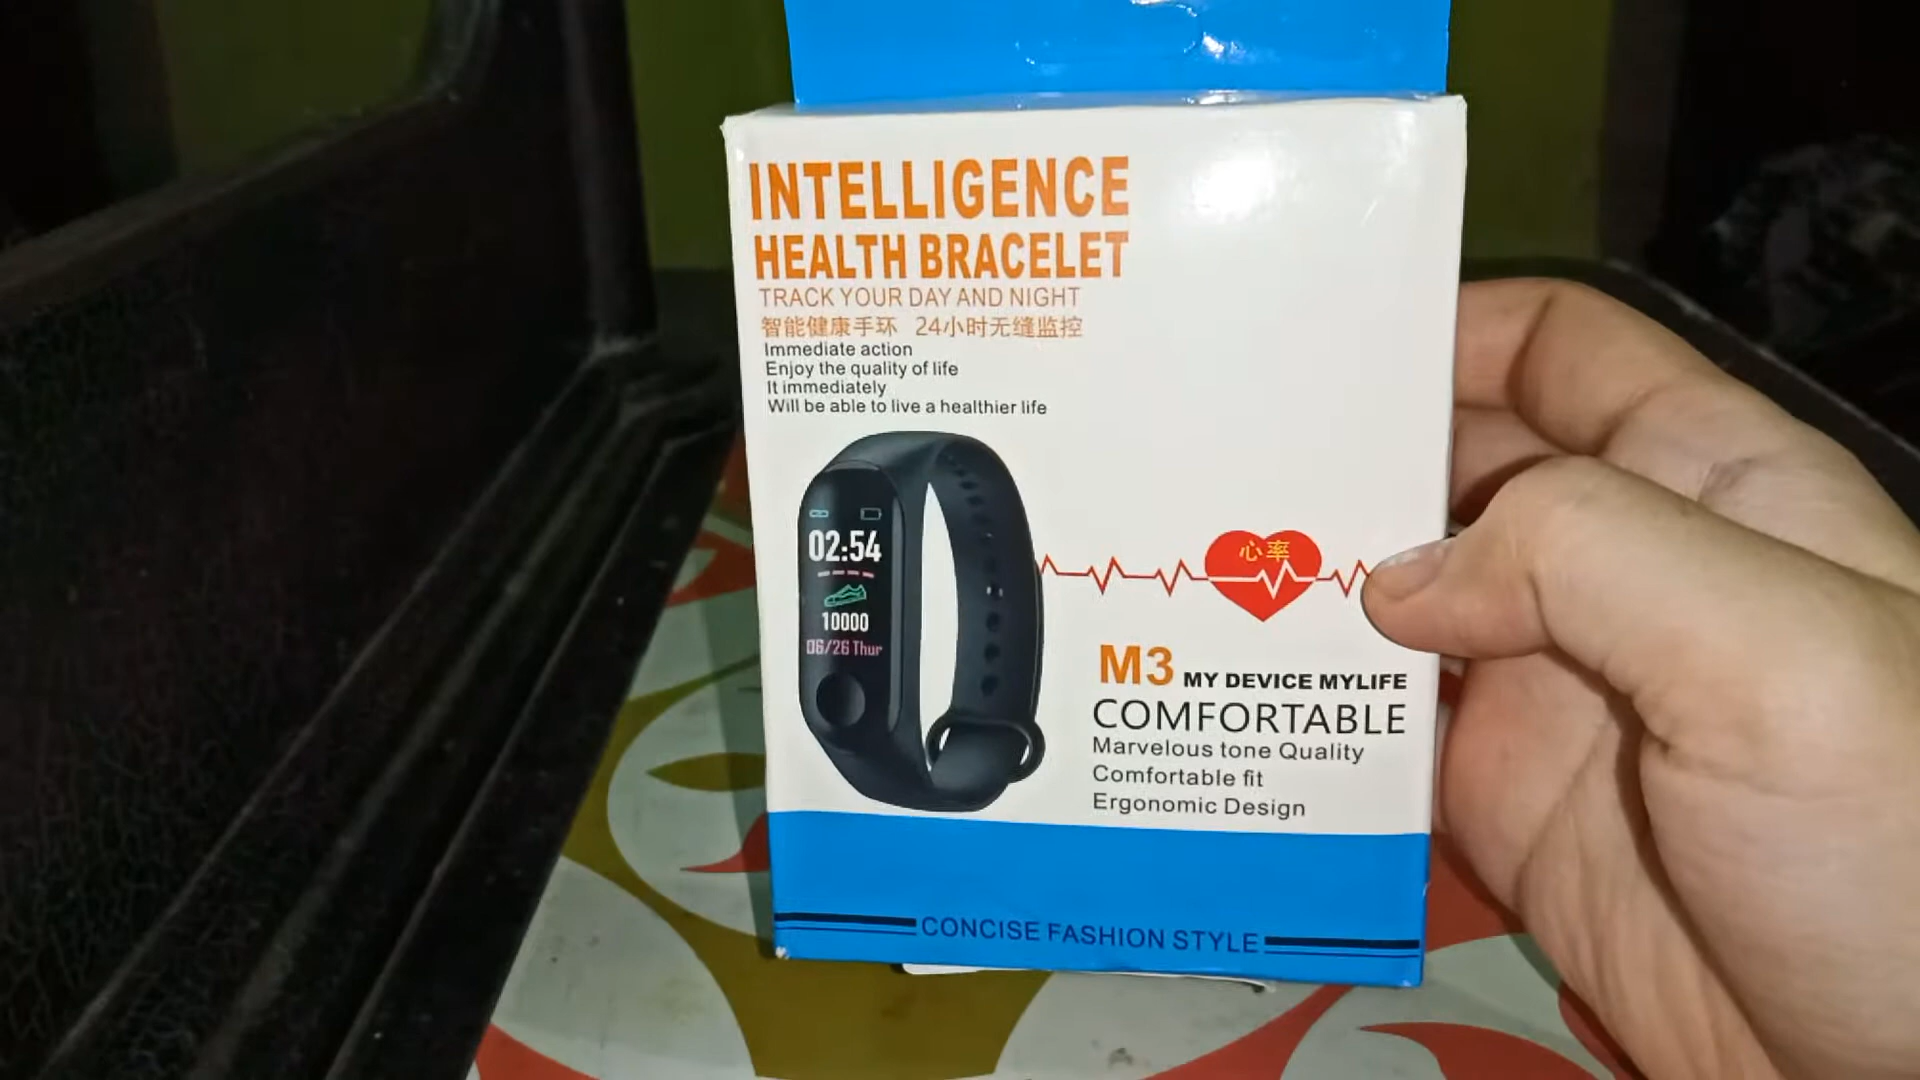 INTELLIGENCE
HEALTH BRACELET
TRACK YOUR DAY AND NIGHT
智能健康手环 24小时无缝监控
Immediate action
Enjoy the quality of life
It immediately
Will be able to live a healthier life
02:54
10000
06/26 Thur
心率
M3 MY DEVICE MYLIFE
COMFORTABLE
Marvelous tone Quality
Comfortable fit
Ergonomic Design
CONCISE FASHION STYLE